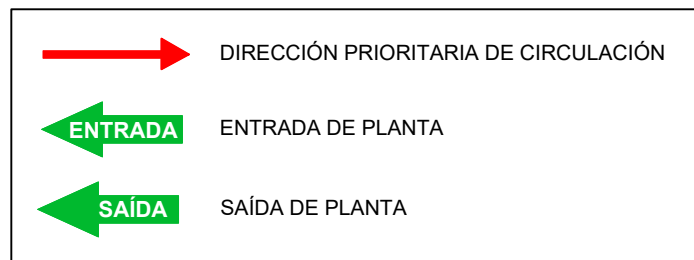 DIRECCIÓN PRIORITARIA DE CIRCULACIÓN
ENTRADA ENTRADA DE PLANTA
SAÍDA SAÍDA DE PLANTA